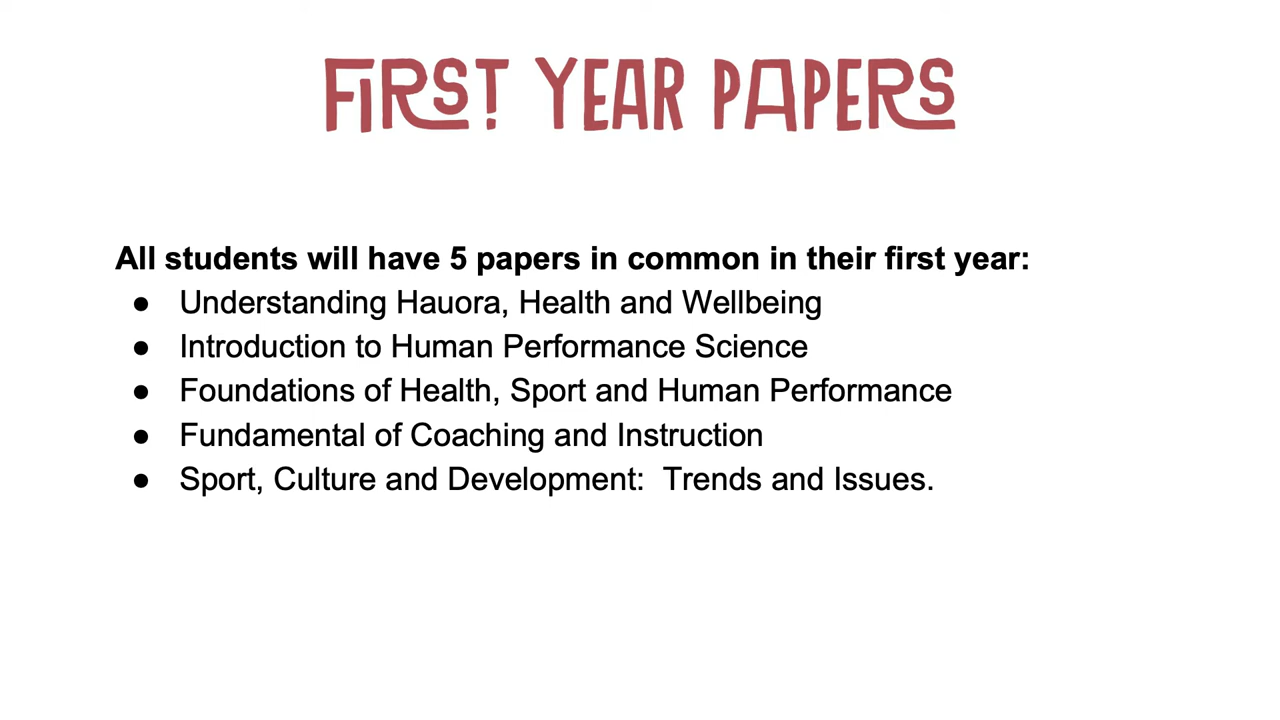 FIRST YEAR PAPERS
All students will have 5 papers in common in their first year:
● Understanding Hauora, Health and Wellbeing
● Introduction to Human Performance Science
● Foundations of Health, Sport and Human Performance
● Fundamental of Coaching and Instruction
● Sport, Culture and Development:  Trends and Issues.